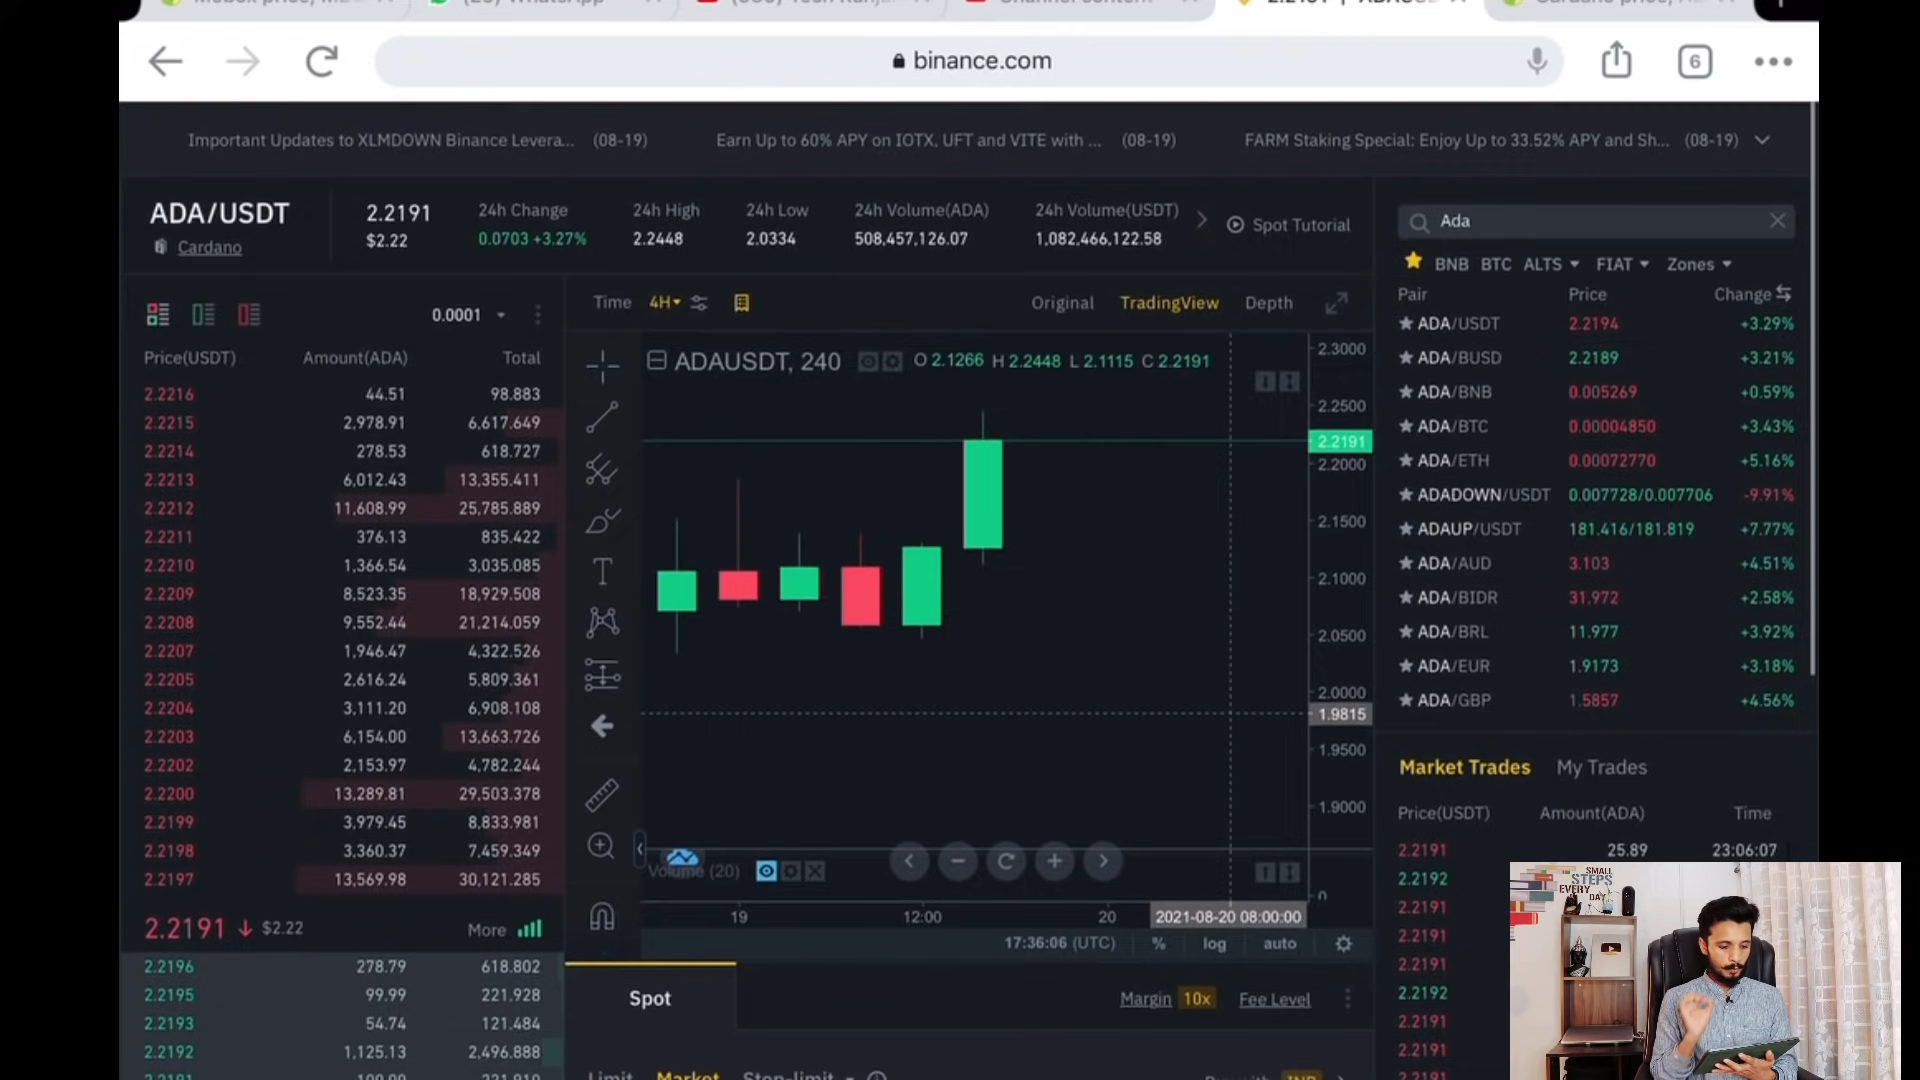 binance.com
6
Important Updates to XLMDOWN Binance Levera... (08-19) Earn Up to 60% APY on IOTX, UFT and VITE with ... (08-19) FARM Staking Special: Enjoy Up to 33.52% APY and Sh... (08-19)
ADA/USDT
Cardano
2.2191
$2.22
24h Change
0.0703 +3.27%
24h High
2.2448
24h Low
2.0334
24h Volume(ADA)
508,457,126.07
24h Volume(USDT)
1,082,466,122.58
Spot Tutorial
0.0001
Price(USDT) Amount(ADA) Total
2.2216 44.51 98.883
2.2215 2,978.91 6,617.649
2.2214 278.53 618.727
2.2213 6,012.43 13,355.411
2.2212 11,608.99 25,785.889
2.2211 376.13 835.422
2.2210 1,366.54 3,035.085
2.2209 8,523.35 18,929.508
2.2208 9,552.44 21,214.059
2.2207 1,946.47 4,322.526
2.2205 2,616.24 5,809.361
2.2204 3,111.20 6,908.108
2.2203 6,154.00 13,663.726
2.2202 2,153.97 4,782.244
2.2200 13,289.81 29,503.378
2.2199 3,979.45 8,833.981
2.2198 3,360.37 7,459.349
2.2197 13,569.98 30,121.285
2.2191 $2.22 More
2.2196 278.79 618.802
2.2195 99.99 221.928
2.2193 54.74 121.484
2.2192 1,125.13 2,496.888
Time 4H Original TradingView Depth
ADAUSDT, 240 O 2.1266 H 2.2448 L 2.1115 C 2.2191
2.3000
2.2500
2.2191
2.2000
2.1500
2.1000
2.0500
2.0000
1.9815
1.9500
1.9000
Volume (20)
0
19 12:00 20 2021-08-20 08:00:00
17:36:06 (UTC) % log auto
Spot Margin 10x Fee Level
Limit Market Stop-limit
Ada
BNB BTC ALTS FIAT Zones
Pair Price Change
ADA/USDT 2.2194 +3.29%
ADA/BUSD 2.2189 +3.21%
ADA/BNB 0.005269 +0.59%
ADA/BTC 0.00004850 +3.43%
ADA/ETH 0.00072770 +5.16%
ADADOWN/USDT 0.007728/0.007706 -9.91%
ADAUP/USDT 181.416/181.819 +7.77%
ADA/AUD 3.103 +4.51%
ADA/BIDR 31,972 +2.58%
ADA/BRL 11.977 +3.92%
ADA/EUR 1.9173 +3.18%
ADA/GBP 1.5857 +4.56%
Market Trades My Trades
Price(USDT) Amount(ADA) Time
2.2191 25.89 23:06:07
2.2192
2.2191
2.2191
2.2191
2.2192
2.2191
2.2191
SMALL
STEPS
EVERY
DAY